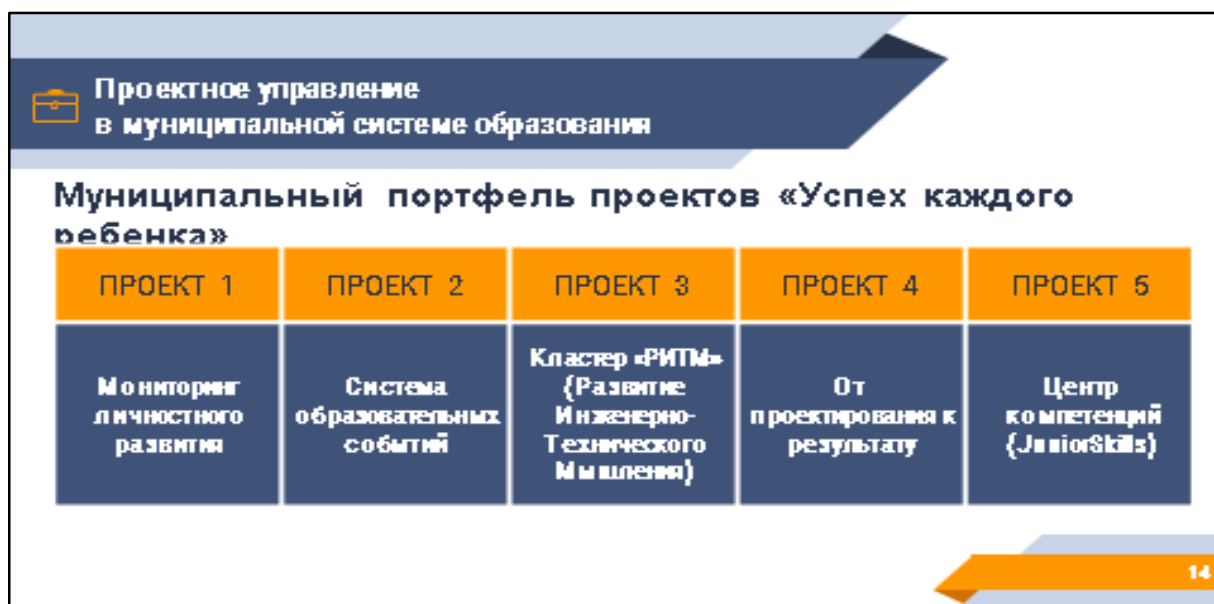 Проектное управление
в муниципальной системе образования
Муниципальный портфель проектов «Успех каждого
ребенка»
ПРОЕКТ 1
ПРОЕКТ 2
ПРОЕКТ 3
ПРОЕКТ 4
ПРОЕКТ 5
Мониторинг
личностного
развития
Система
образовательных
событий
Кластер «РИТМ»
(Развитие
Инженерно-
Технического
Мышления)
От
проектирования к
результату
Центр
компетенций
(JuniorSkills)
14